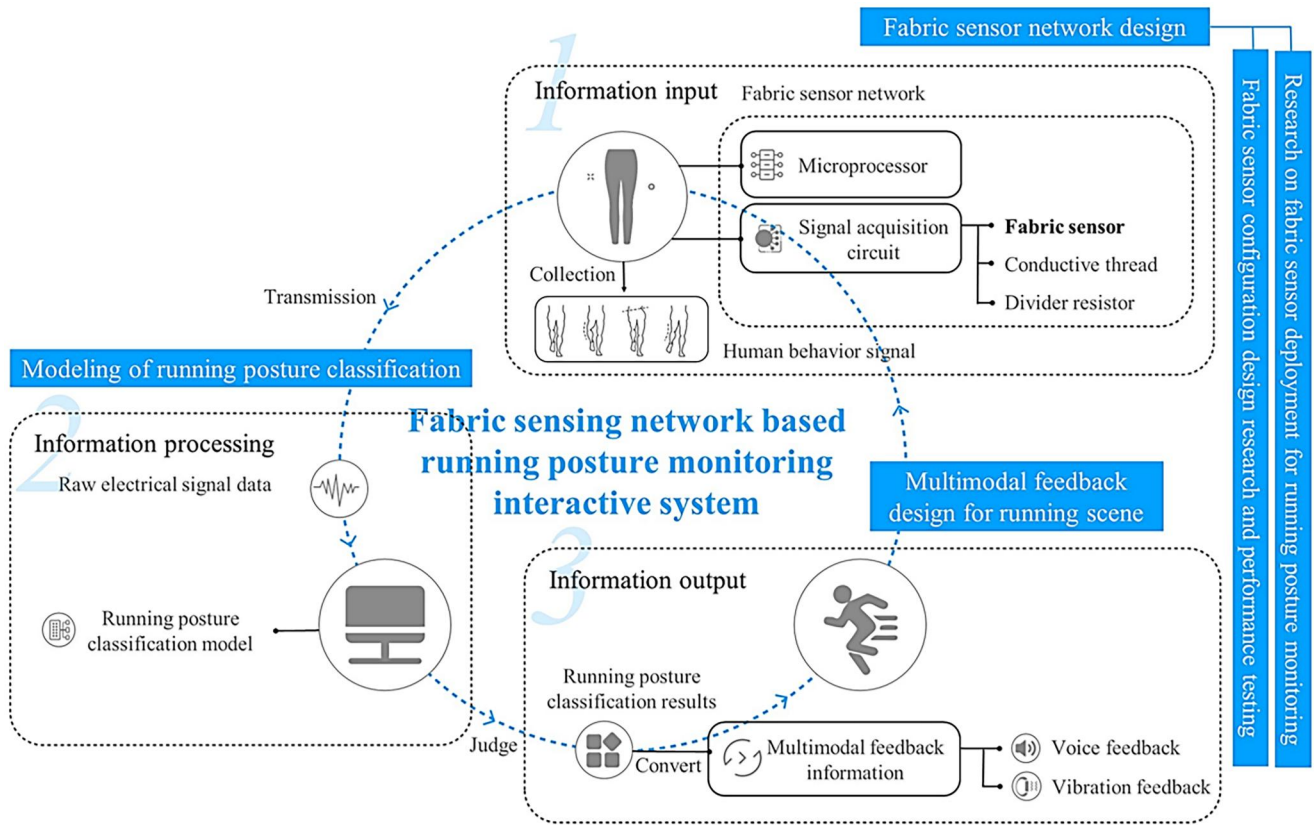 Fabric sensor network design
Research on fabric sensor deployment for running posture monitoring
Fabric sensor configuration design research and performance testing
1
Information input
Fabric sensor network
Microprocessor
Signal acquisition
circuit
Fabric sensor
Conductive thread
Divider resistor
Collection
Human behavior signal
Transmission
Modeling of running posture classification
2
Information processing
Raw electrical signal data
Running posture
classification model
Fabric sensing network based
running posture monitoring
interactive system
Multimodal feedback
design for running scene
3
Information output
Judge
Running posture
classification results
Convert
Multimodal feedback
information
Voice feedback
Vibration feedback